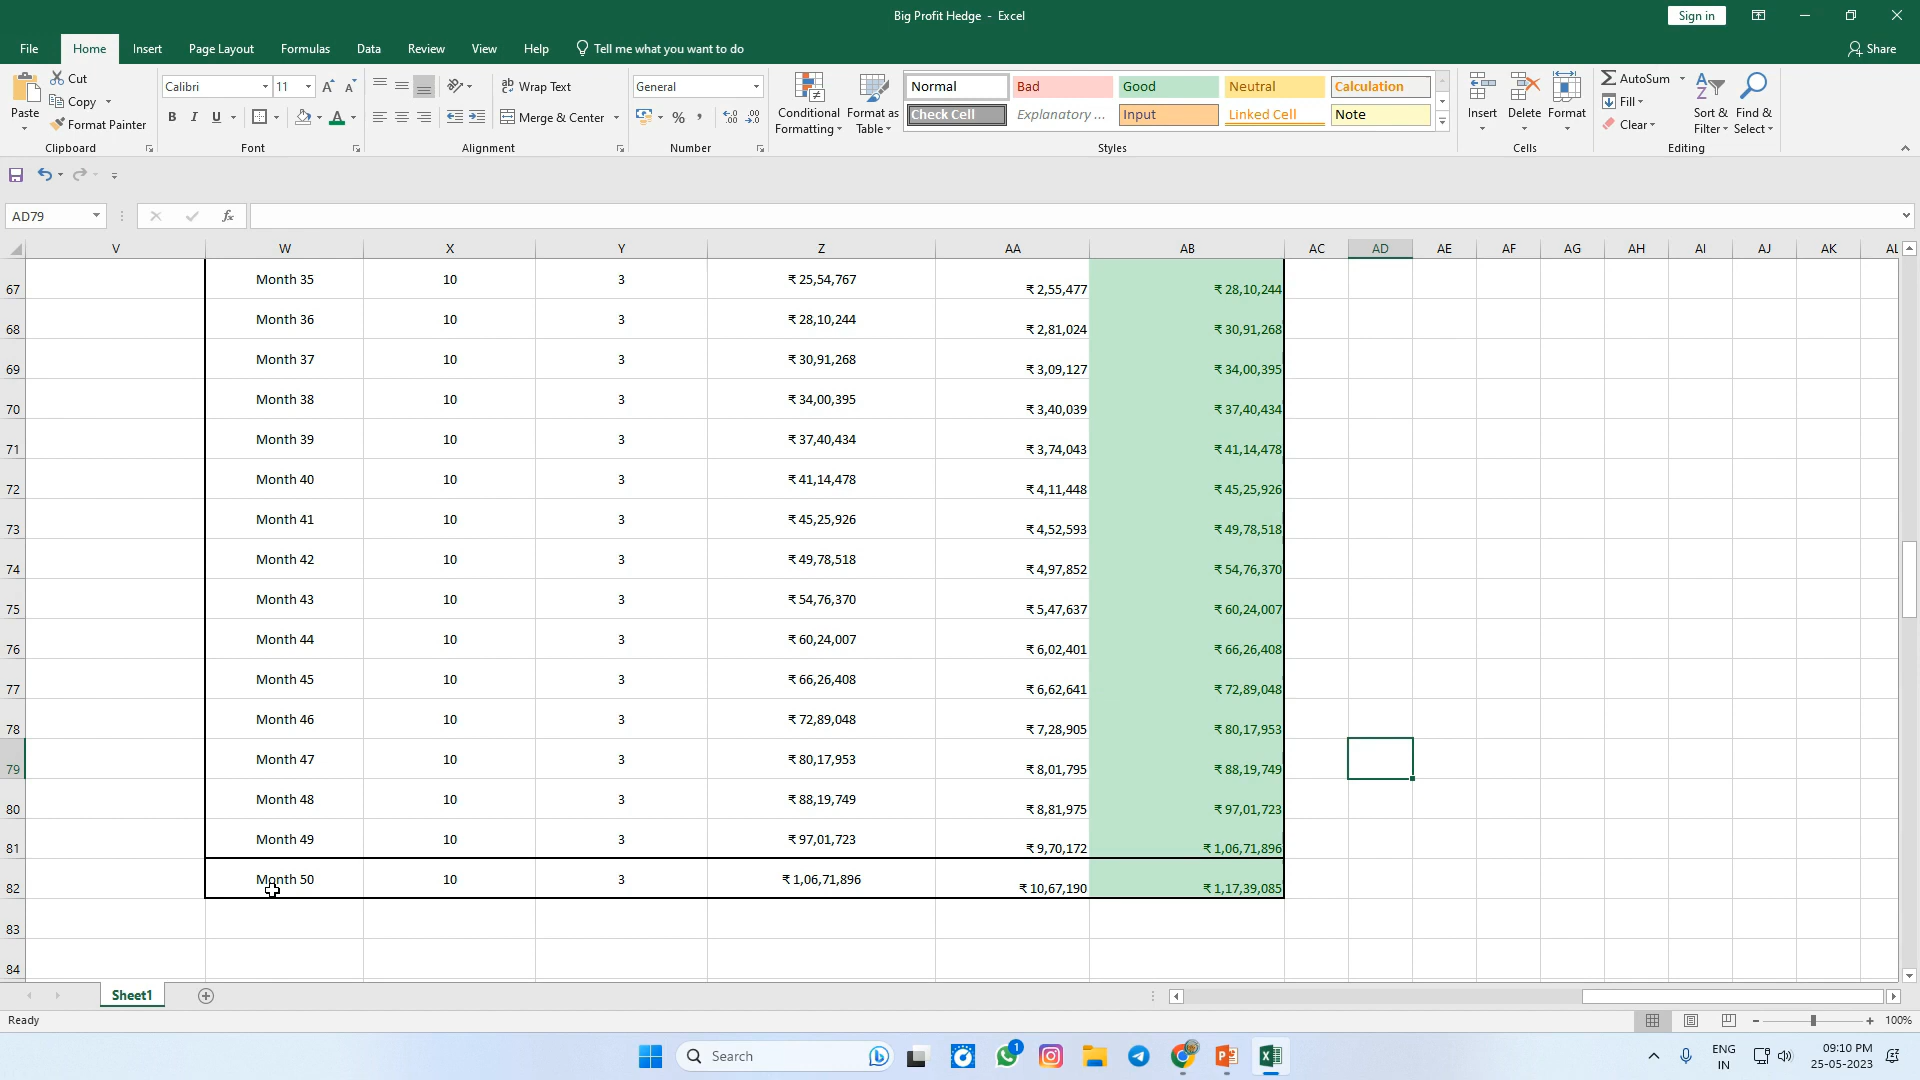 Big Profit Hedge - Excel
Sign in
File Home Insert Page Layout Formulas Data Review View Help Tell me what you want to do Share
Paste
Cut
Copy
Format Painter
Clipboard
Calibri 11
B I U
Font
Wrap Text
Merge & Center
Alignment
General
%
Number
Conditional Formatting
Format as Table
Normal Bad Good Neutral Calculation
Check Cell Explanatory ... Input Linked Cell Note
Styles
Insert Delete Format
Cells
AutoSum
Fill
Clear
Sort & Filter
Find & Select
Editing
AD79
fx
V W X Y Z AA AB AC AD AE AF AG AH AI AJ AK AL
67 Month 35 10 3 ₹ 25,54,767 ₹ 2,55,477 ₹ 28,10,244
68 Month 36 10 3 ₹ 28,10,244 ₹ 2,81,024 ₹ 30,91,268
69 Month 37 10 3 ₹ 30,91,268 ₹ 3,09,127 ₹ 34,00,395
70 Month 38 10 3 ₹ 34,00,395 ₹ 3,40,039 ₹ 37,40,434
71 Month 39 10 3 ₹ 37,40,434 ₹ 3,74,043 ₹ 41,14,478
72 Month 40 10 3 ₹ 41,14,478 ₹ 4,11,448 ₹ 45,25,926
73 Month 41 10 3 ₹ 45,25,926 ₹ 4,52,593 ₹ 49,78,518
74 Month 42 10 3 ₹ 49,78,518 ₹ 4,97,852 ₹ 54,76,370
75 Month 43 10 3 ₹ 54,76,370 ₹ 5,47,637 ₹ 60,24,007
76 Month 44 10 3 ₹ 60,24,007 ₹ 6,02,401 ₹ 66,26,408
77 Month 45 10 3 ₹ 66,26,408 ₹ 6,62,641 ₹ 72,89,048
78 Month 46 10 3 ₹ 72,89,048 ₹ 7,28,905 ₹ 80,17,953
79 Month 47 10 3 ₹ 80,17,953 ₹ 8,01,795 ₹ 88,19,749
80 Month 48 10 3 ₹ 88,19,749 ₹ 8,81,975 ₹ 97,01,723
81 Month 49 10 3 ₹ 97,01,723 ₹ 9,70,172 ₹ 1,06,71,896
82 Month 50 10 3 ₹ 1,06,71,896 ₹ 10,67,190 ₹ 1,17,39,085
83
84
Sheet1
Ready
100%
Search
1
ENG
IN
09:10 PM
25-05-2023